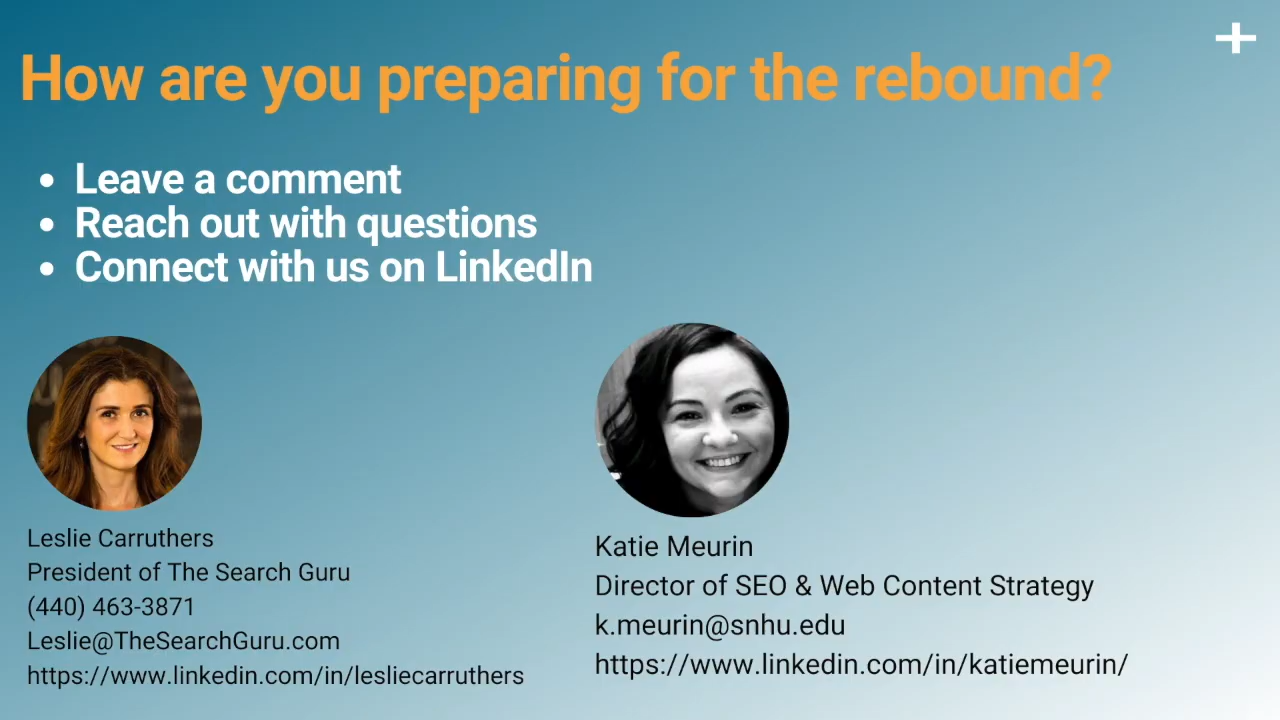 How are you preparing for the rebound?
• Leave a comment
• Reach out with questions
• Connect with us on LinkedIn
Leslie Carruthers
President of The Search Guru
(440) 463-3871
Leslie@TheSearchGuru.com
https://www.linkedin.com/in/lesliecarruthers
Katie Meurin
Director of SEO & Web Content Strategy
k.meurin@snhu.edu
https://www.linkedin.com/in/katiemeurin/